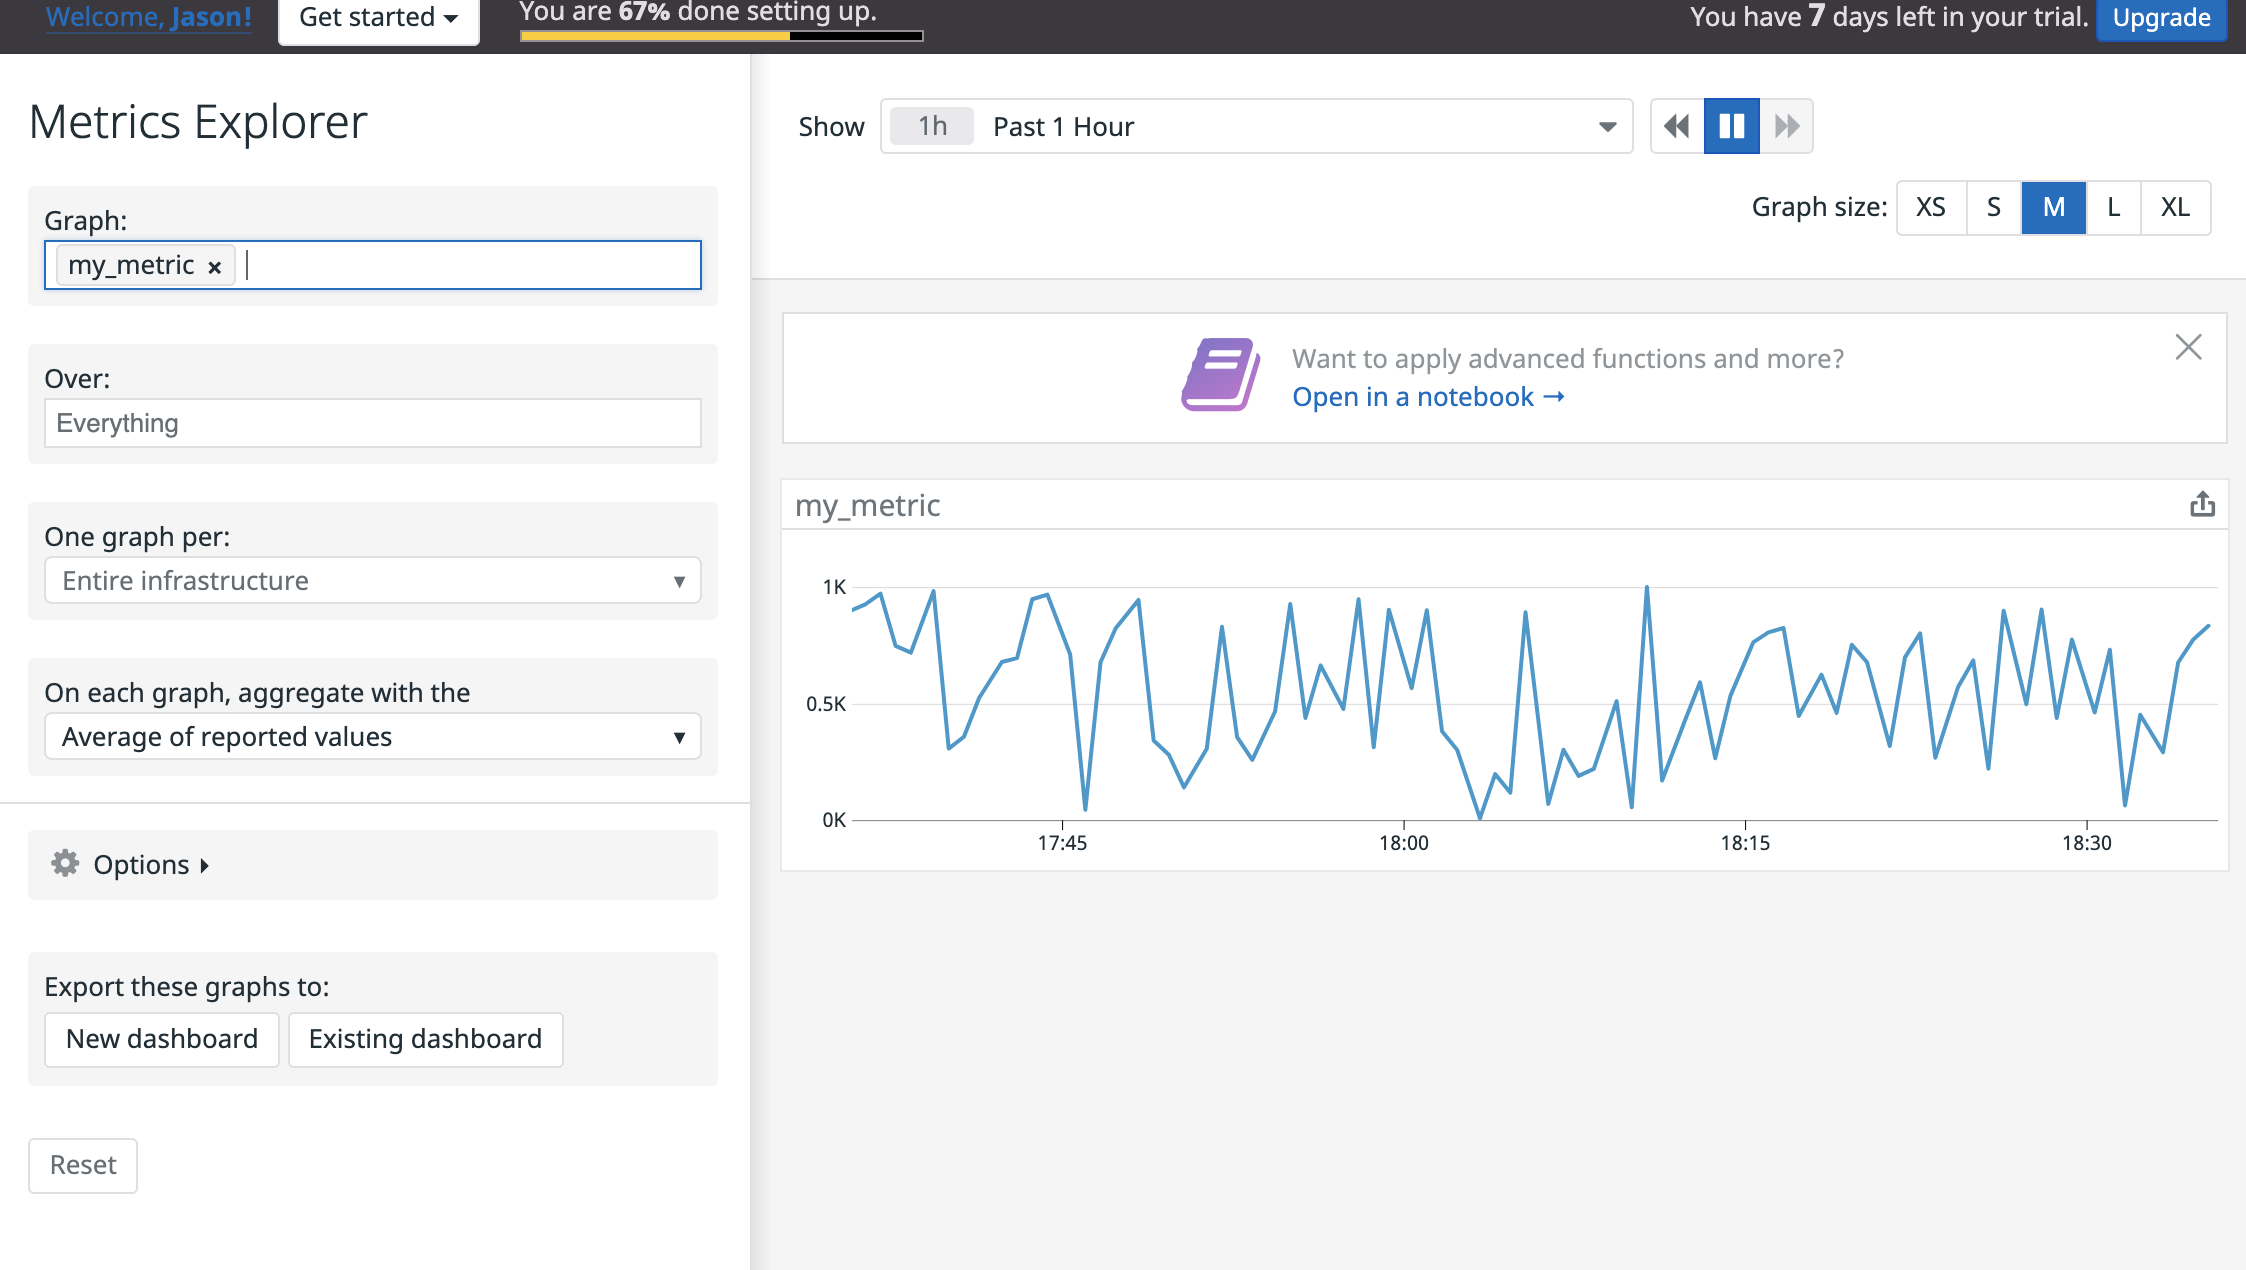 Welcome, Jason!
Get started
You are 67% done setting up.
You have 7 days left in your trial.
Upgrade
Metrics Explorer
Graph:
my_metric ×
Over:
Everything
One graph per:
Entire infrastructure
On each graph, aggregate with the
Average of reported values
Options
Export these graphs to:
New dashboard
Existing dashboard
Reset
Show
1h Past 1 Hour
Graph size:
XS S M L XL
Want to apply advanced functions and more?
Open in a notebook →
my_metric
1K
0.5K
0K
17:45 18:00 18:15 18:30